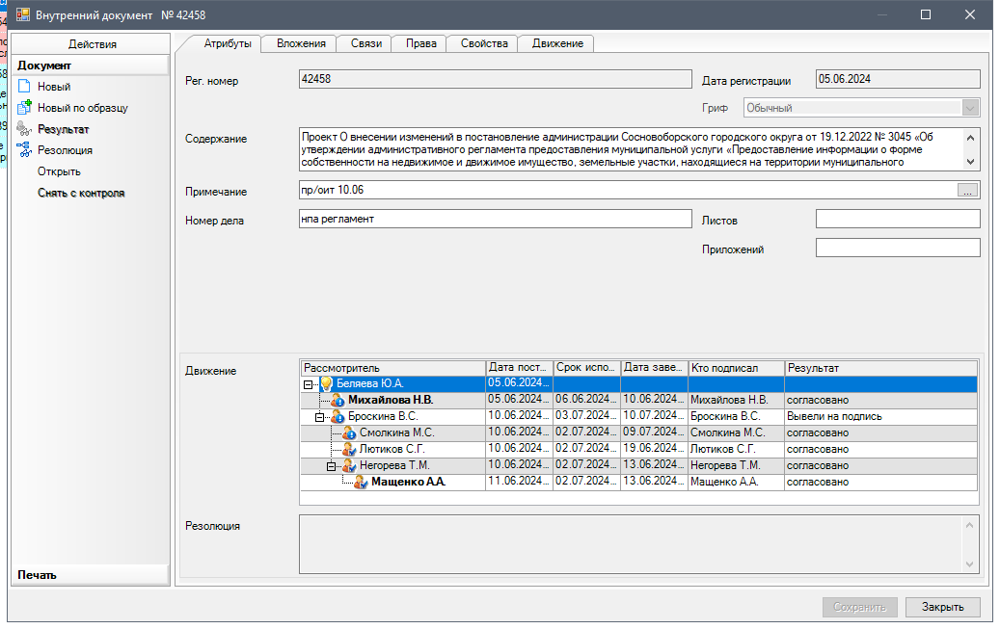 Внутренний документ № 42458
Действия
Документ
Новый
Новый по образцу
Результат
Резолюция
Открыть
Снять с контроля
Печать
Атрибуты Вложения Связи Права Свойства Движение
Рег. номер 42458 Дата регистрации 05.06.2024
Гриф Обычный
Содержание
Проект О внесении изменений в постановление администрации Сосновоборского городского округа от 19.12.2022 № 3045 «Об
утверждении административного регламента предоставления муниципальной услуги «Предоставление информации о форме
собственности на недвижимое и движимое имущество, земельные участки, находящиеся на территории муниципального
Примечание пр/оит 10.06 ...
Номер дела нпа регламент Листов
Приложений
Движение
Рассмотритель Дата пост... Срок испо... Дата заве... Кто подписал Результат
Беляева Ю.А. 05.06.2024...
Михайлова Н.В. 05.06.2024... 06.06.2024... 10.06.2024... Михайлова Н.В. согласовано
Броскина В.С. 10.06.2024... 03.07.2024... 10.07.2024... Броскина В.С. Вывели на подпись
Смолкина М.С. 10.06.2024... 02.07.2024... 09.07.2024... Смолкина М.С. согласовано
Лютиков С.Г. 10.06.2024... 02.07.2024... 19.06.2024... Лютиков С.Г. согласовано
Негорева Т.М. 10.06.2024... 02.07.2024... 13.06.2024... Негорева Т.М. согласовано
Мащенко А.А. 11.06.2024... 02.07.2024... 13.06.2024... Мащенко А.А. согласовано
Резолюция
Сохранить Закрыть